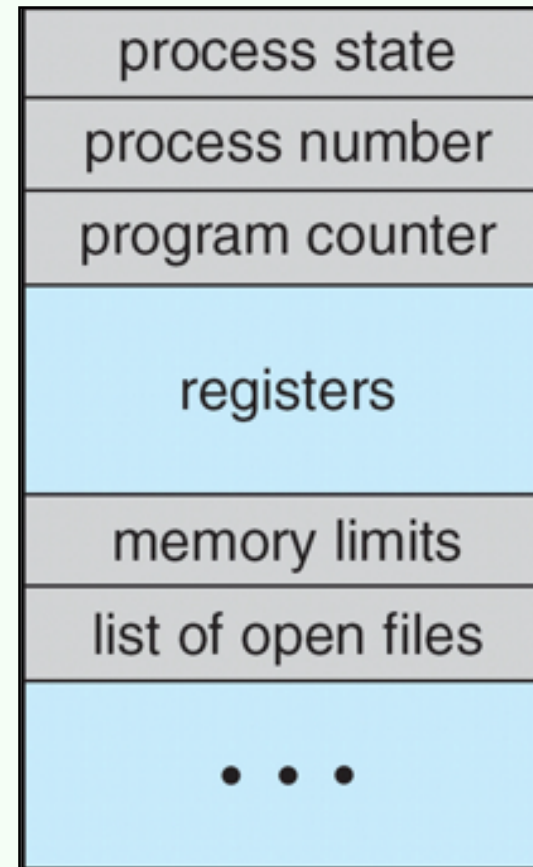 process state
process number
program counter
registers
memory limits
list of open files
• • •